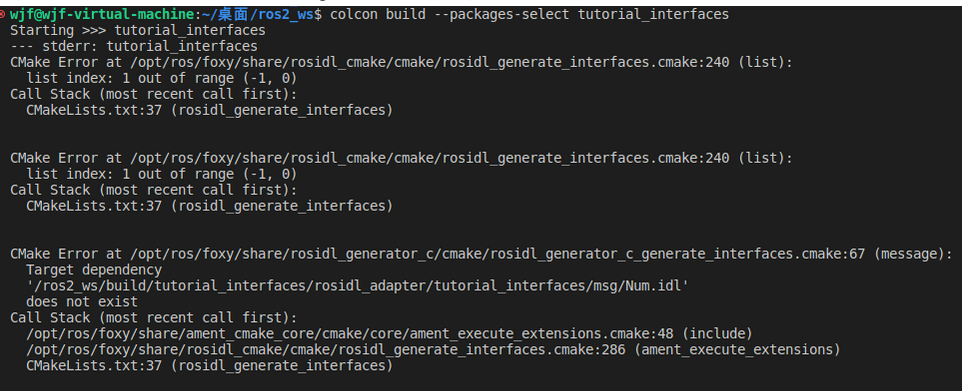 wjf@wjf-virtual-machine:~/桌面/ros2_ws$ colcon build --packages-select tutorial_interfaces
Starting >>> tutorial_interfaces
--- stderr: tutorial_interfaces
CMake Error at /opt/ros/foxy/share/rosidl_cmake/cmake/rosidl_generate_interfaces.cmake:240 (list):
  list index: 1 out of range (-1, 0)
Call Stack (most recent call first):
  CMakeLists.txt:37 (rosidl_generate_interfaces)
CMake Error at /opt/ros/foxy/share/rosidl_cmake/cmake/rosidl_generate_interfaces.cmake:240 (list):
  list index: 1 out of range (-1, 0)
Call Stack (most recent call first):
  CMakeLists.txt:37 (rosidl_generate_interfaces)
CMake Error at /opt/ros/foxy/share/rosidl_generator_c/cmake/rosidl_generator_c_generate_interfaces.cmake:67 (message):
  Target dependency
  '/ros2_ws/build/tutorial_interfaces/rosidl_adapter/tutorial_interfaces/msg/Num.idl'
  does not exist
Call Stack (most recent call first):
  /opt/ros/foxy/share/ament_cmake_core/cmake/core/ament_execute_extensions.cmake:48 (include)
  /opt/ros/foxy/share/rosidl_cmake/cmake/rosidl_generate_interfaces.cmake:286 (ament_execute_extensions)
  CMakeLists.txt:37 (rosidl_generate_interfaces)